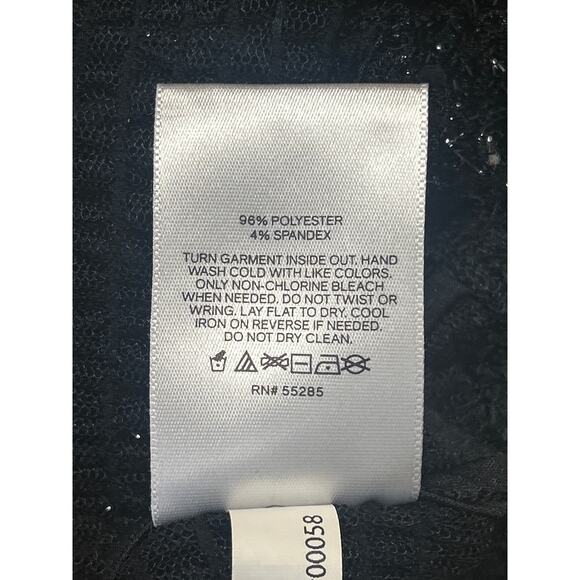 96% POLYESTER
4% SPANDEX
TURN GARMENT INSIDE OUT. HAND
WASH COLD WITH LIKE COLORS.
ONLY NON-CHLORINE BLEACH
WHEN NEEDED. DO NOT TWIST OR
WRING. LAY FLAT TO DRY. COOL
IRON ON REVERSE IF NEEDED.
DO NOT DRY CLEAN.
RN# 55285
00058